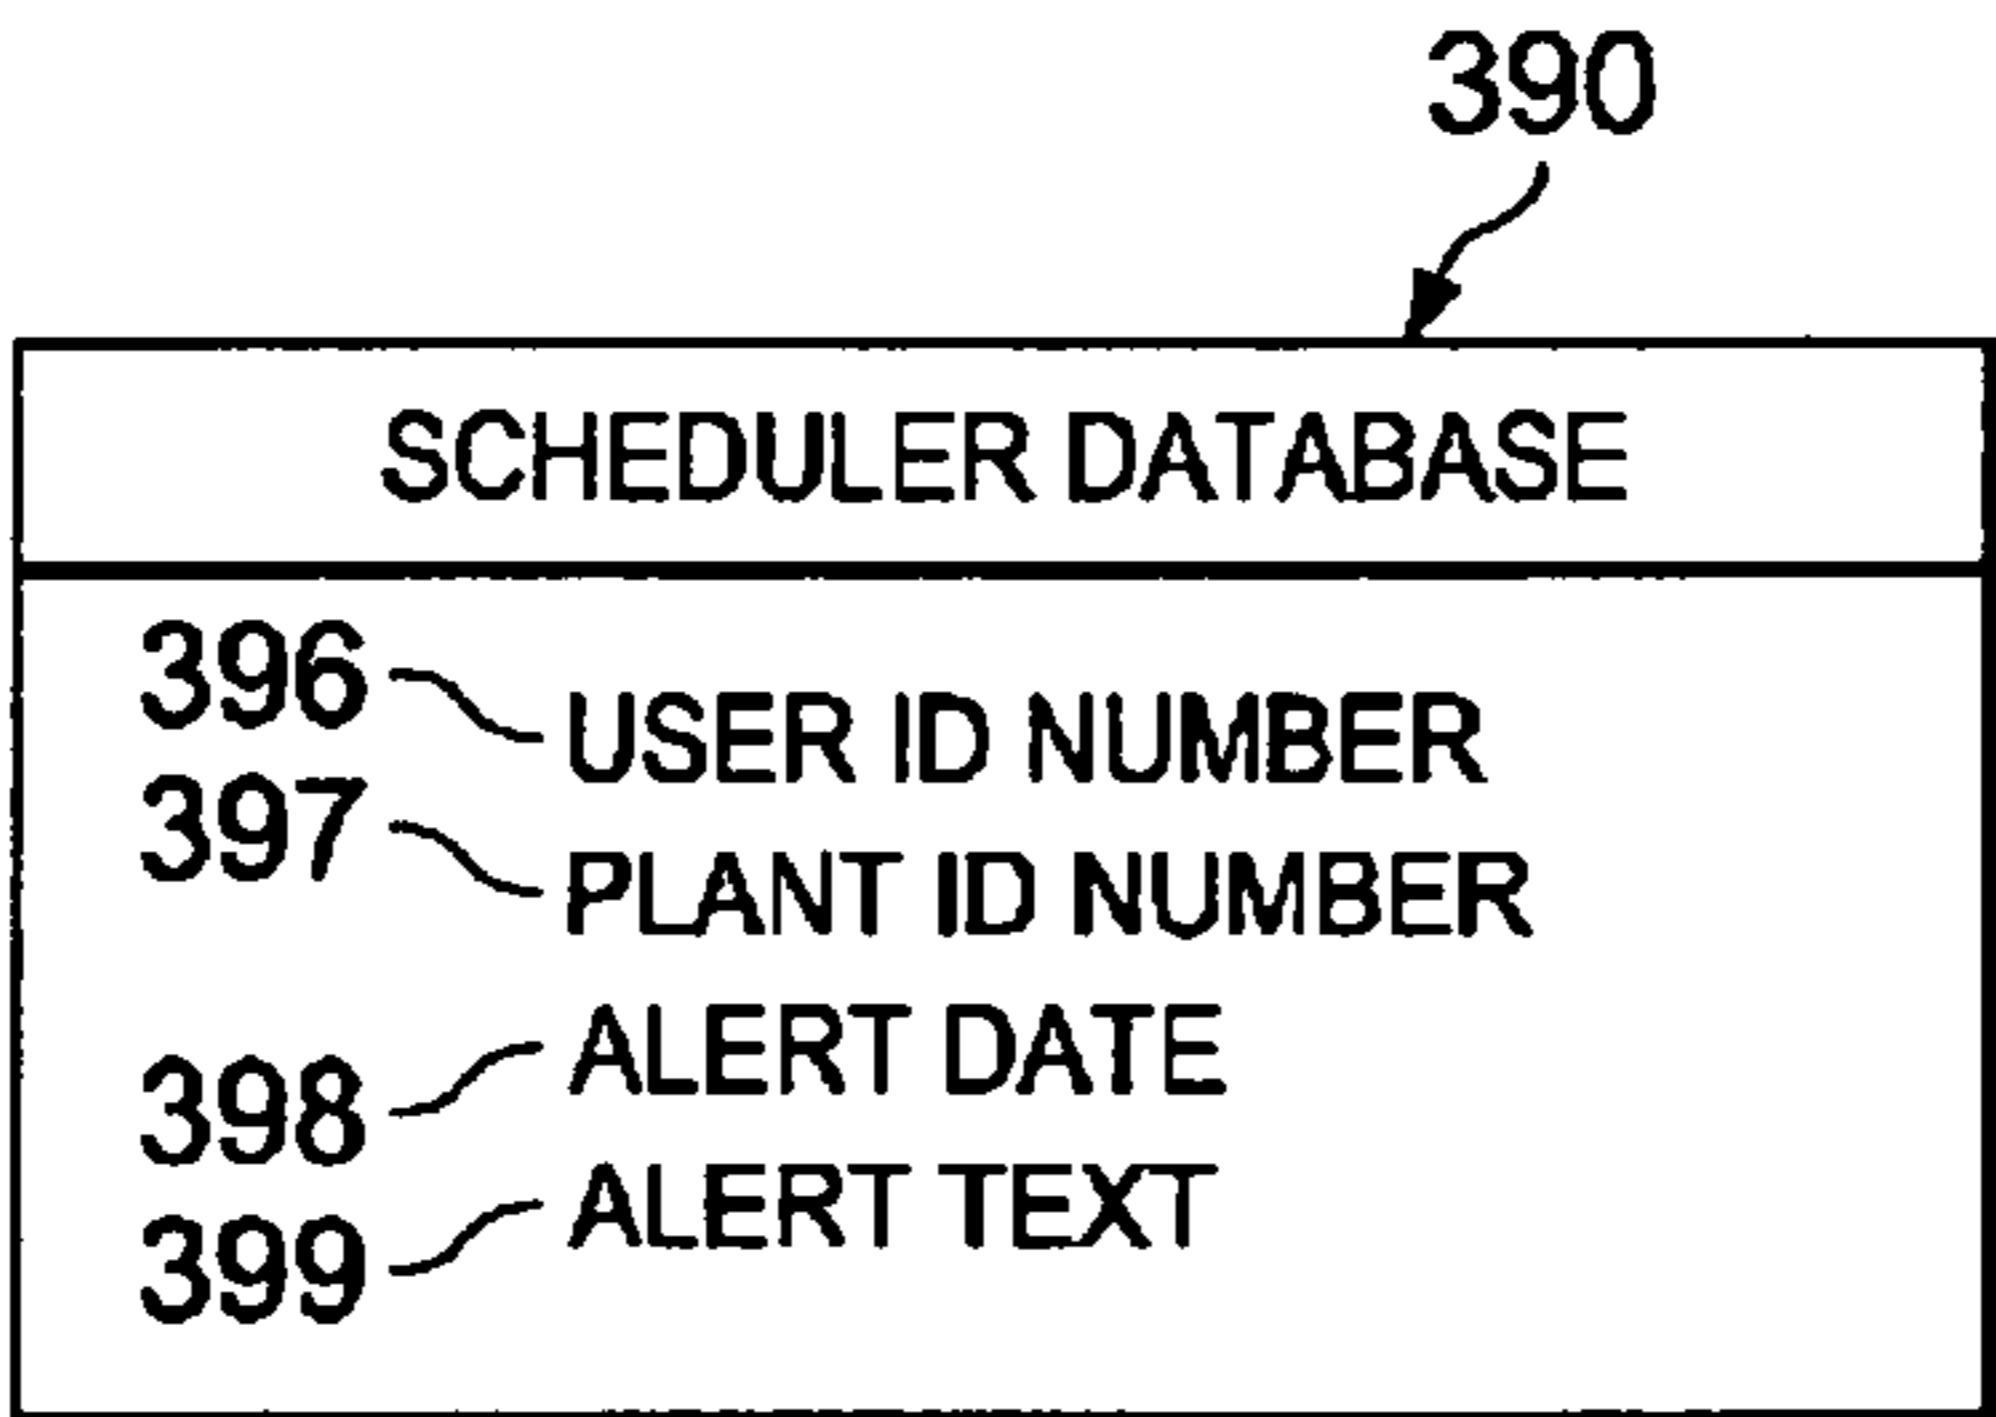 390
SCHEDULER DATABASE
396 USER ID NUMBER
397 PLANT ID NUMBER
398 ALERT DATE
399 ALERT TEXT